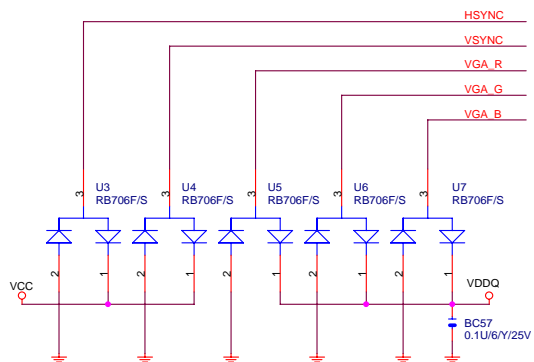 HSYNC
VSYNC
VGA_R
VGA_G
VGA_B
3 U3 3 U4 3 U5 3 U6 3 U7
RB706F/S RB706F/S RB706F/S RB706F/S RB706F/S
2 1 2 1 2 1 2 1 2 1
VCC VDDQ
BC57
0.1U/6/Y/25V